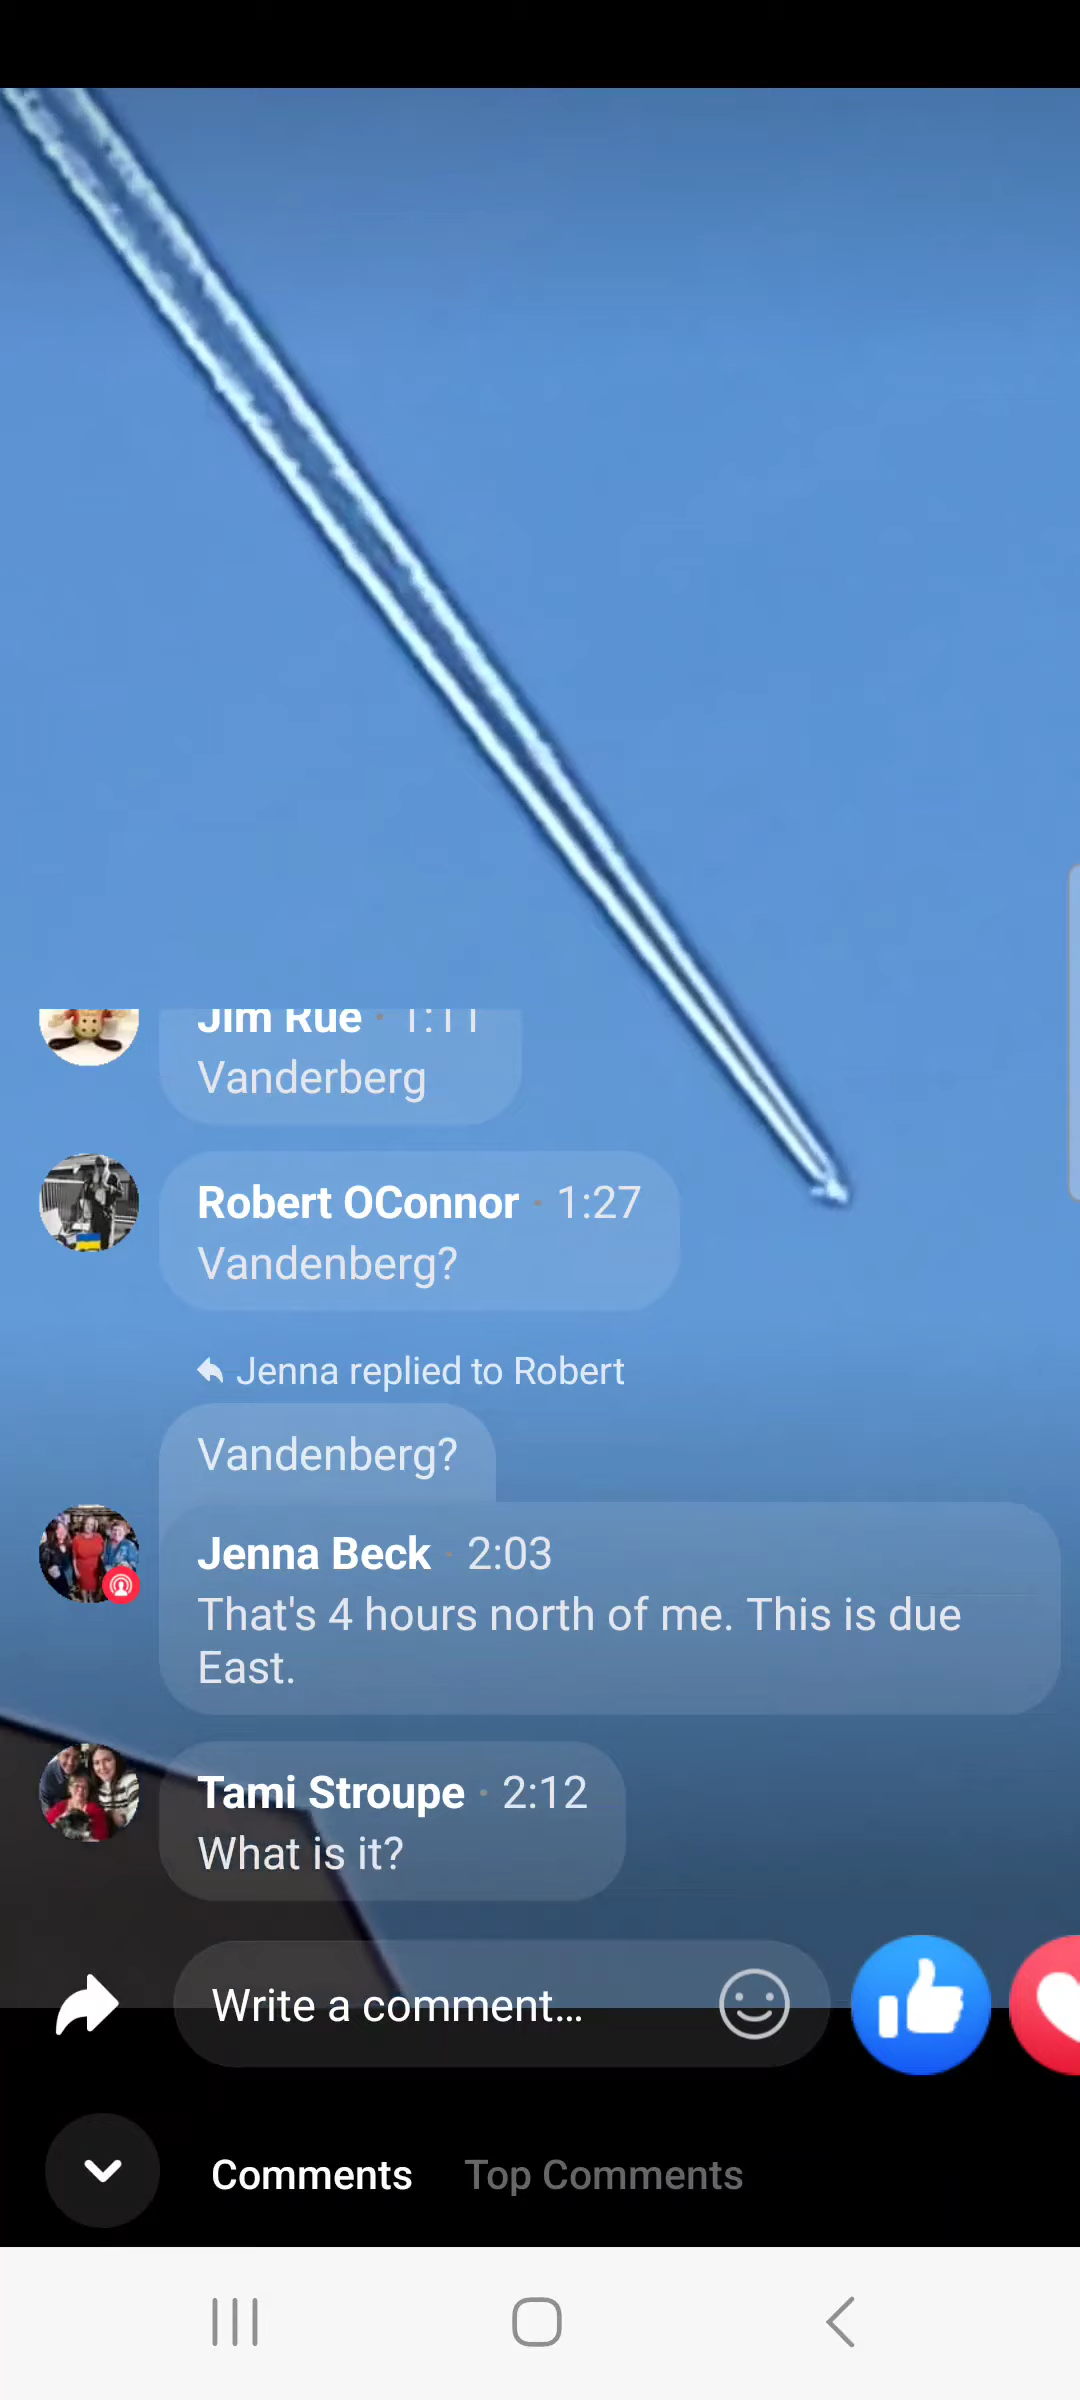 Jim Rue · 1:11
Vanderberg
Robert OConnor · 1:27
Vandenberg?
Jenna replied to Robert
Vandenberg?
Jenna Beck · 2:03
That's 4 hours north of me. This is due
East.
Tami Stroupe · 2:12
What is it?
Write a comment...
Comments Top Comments